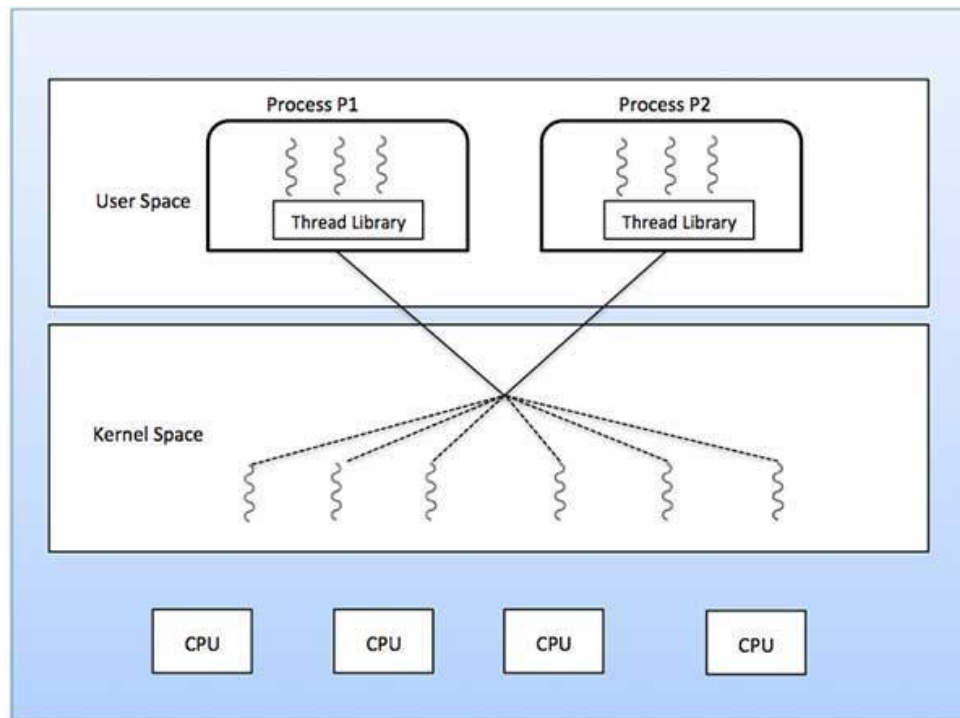 Process P1
Process P2
User Space
Thread Library
Thread Library
Kernel Space
CPU
CPU
CPU
CPU